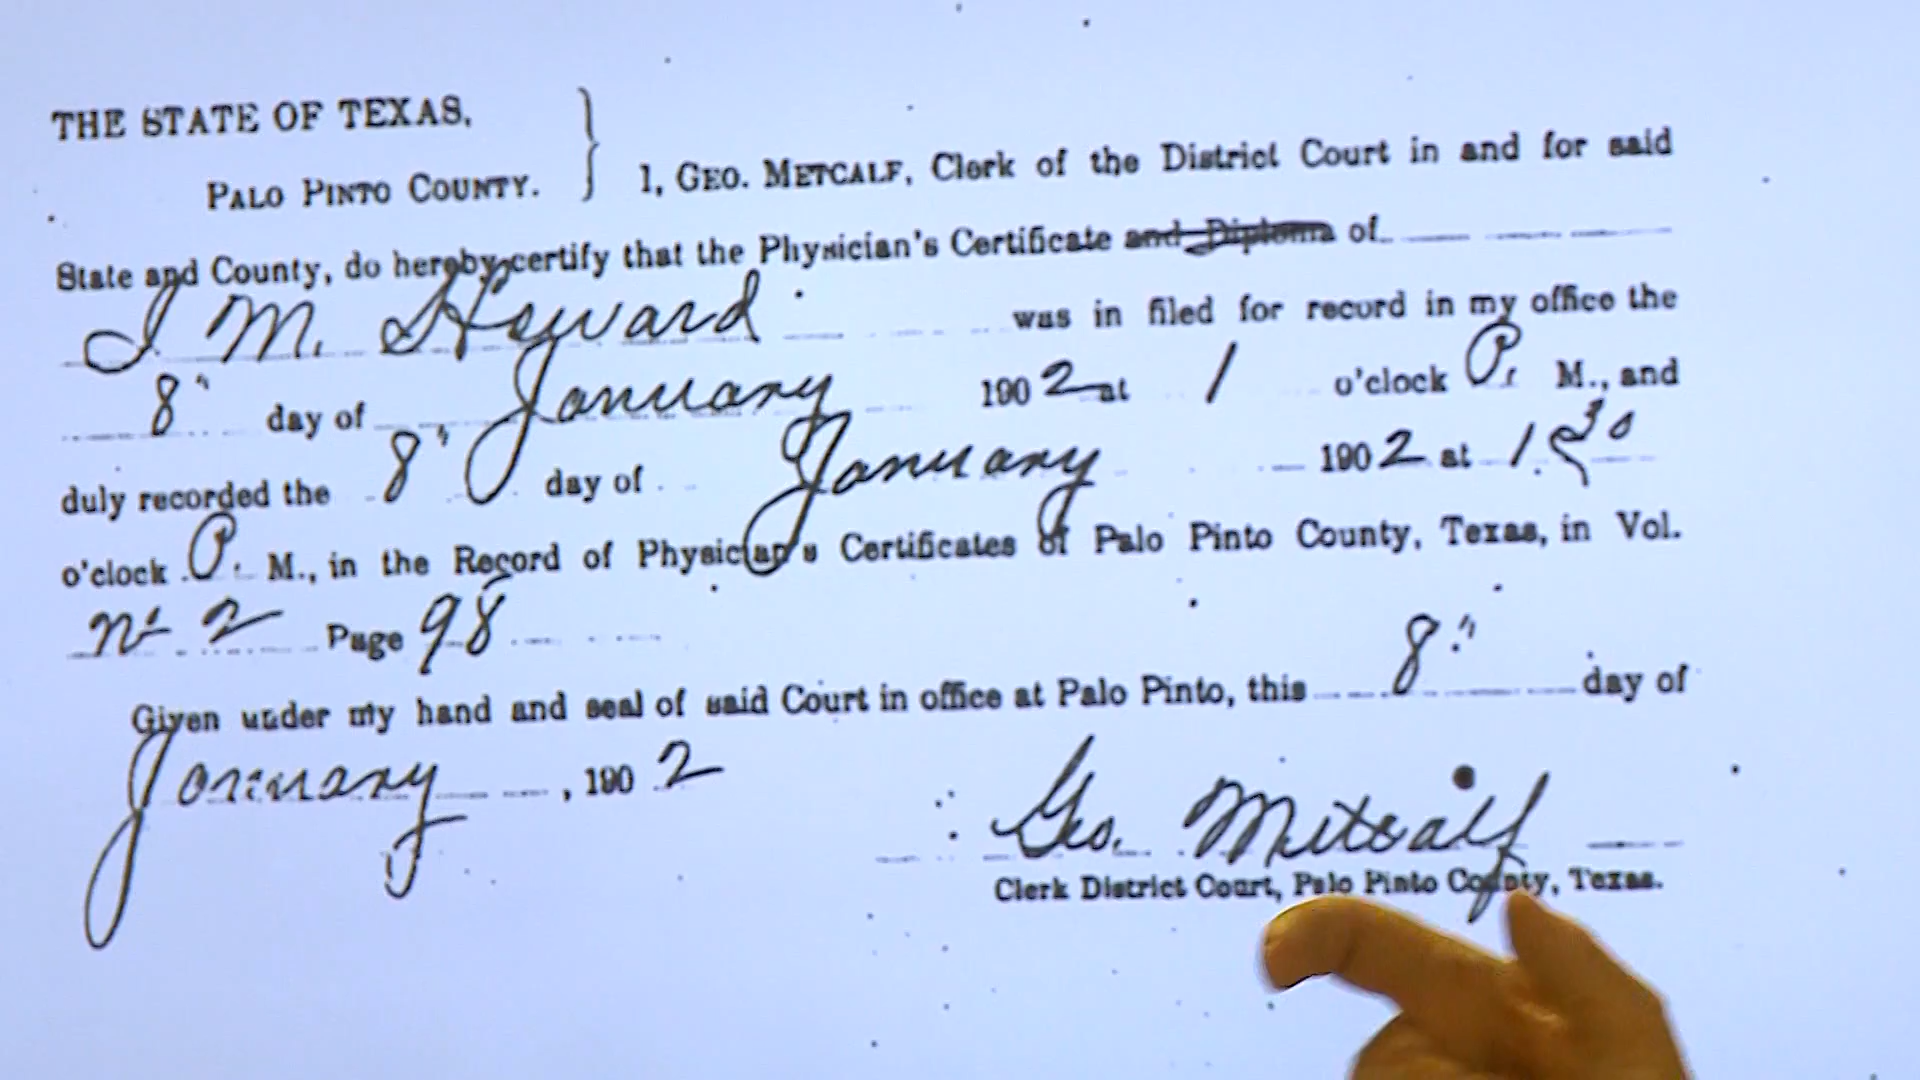 THE STATE OF TEXAS,
PALO PINTO COUNTY. } I, GEO. METCALF, Clerk of the District Court in and for said
State and County, do hereby certify that the Physician's Certificate and Diploma of
I M. Howard was in filed for record in my office the
8" day of January 1902 at 1 o'clock P. M., and
duly recorded the 8" day of January 1902 at 1.30
o'clock P. M., in the Record of Physician's Certificates of Palo Pinto County, Texas, in Vol.
No 2 Page 98
Given under my hand and seal of said Court in office at Palo Pinto, this 8" day of
January, 1902
Geo. Metcalf
Clerk District Court, Palo Pinto County, Texas.